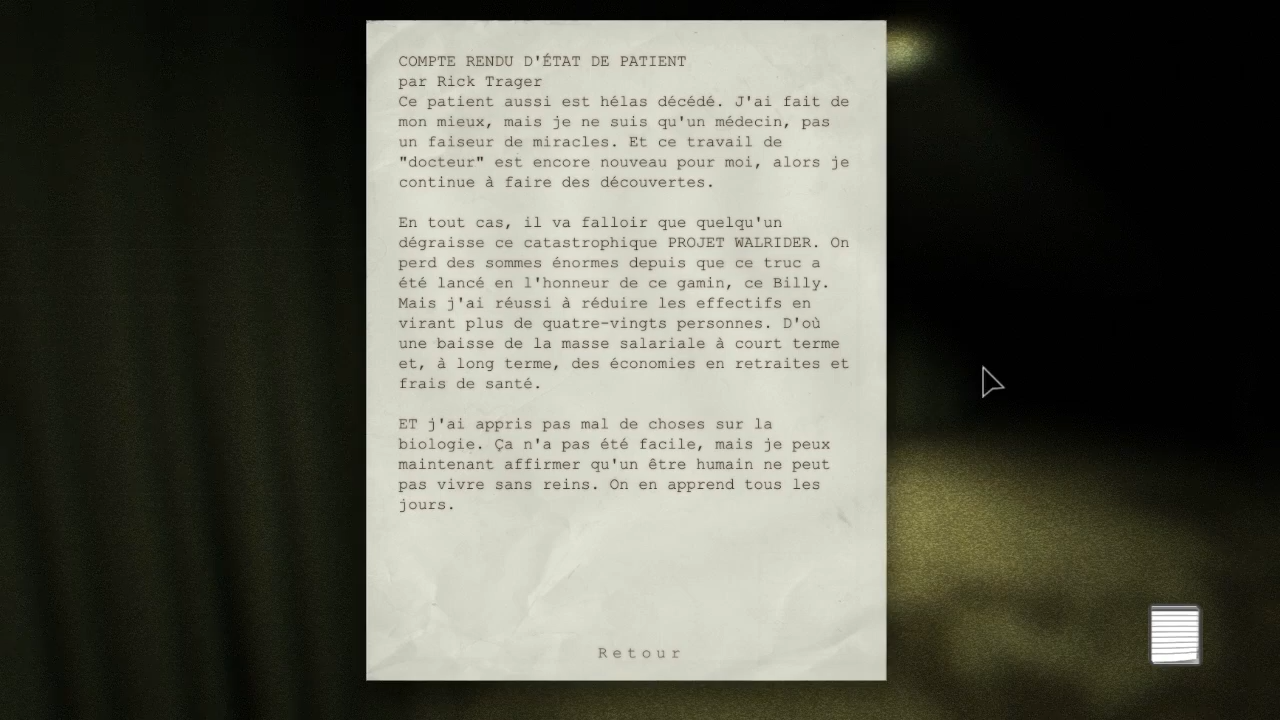 COMPTE RENDU D'ÉTAT DE PATIENT
par Rick Trager
Ce patient aussi est hélas décédé. J'ai fait de
mon mieux, mais je ne suis qu'un médecin, pas
un faiseur de miracles. Et ce travail de
"docteur" est encore nouveau pour moi, alors je
continue à faire des découvertes.
En tout cas, il va falloir que quelqu'un
dégraisse ce catastrophique PROJET WALRIDER. On
perd des sommes énormes depuis que ce truc a
été lancé en l'honneur de ce gamin, ce Billy.
Mais j'ai réussi à réduire les effectifs en
virant plus de quatre-vingts personnes. D'où
une baisse de la masse salariale à court terme
et, à long terme, des économies en retraites et
frais de santé.
ET j'ai appris pas mal de choses sur la
biologie. Ça n'a pas été facile, mais je peux
maintenant affirmer qu'un être humain ne peut
pas vivre sans reins. On en apprend tous les
jours.
Retour